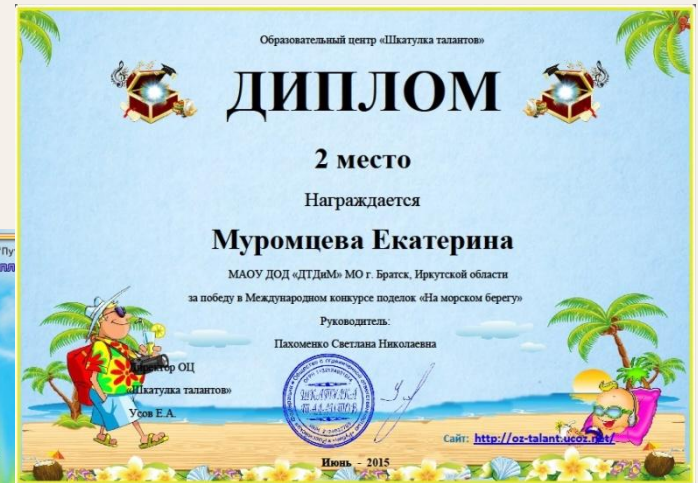 Образовательный центр «Шкатулка талантов»
ДИПЛОМ
2 место
Награждается
Муромцева Екатерина
МАОУ ДОД «ДТДиМ» МО г. Братск, Иркутской области
за победу в Международном конкурсе поделок «На морском берегу»
Руководитель:
Пахоменко Светлана Николаевна
Директор ОЦ
«Шкатулка талантов»
Усов Е.А.
ШКАТУЛКА
ТАЛАНТОВ
Сайт: http://oz-talant.ucoz.net/
Июнь - 2015